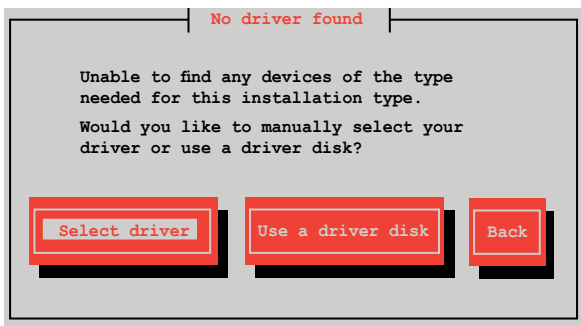 No driver found
Unable to find any devices of the type
needed for this installation type.
Would you like to manually select your
driver or use a driver disk?
Select driver
Use a driver disk
Back